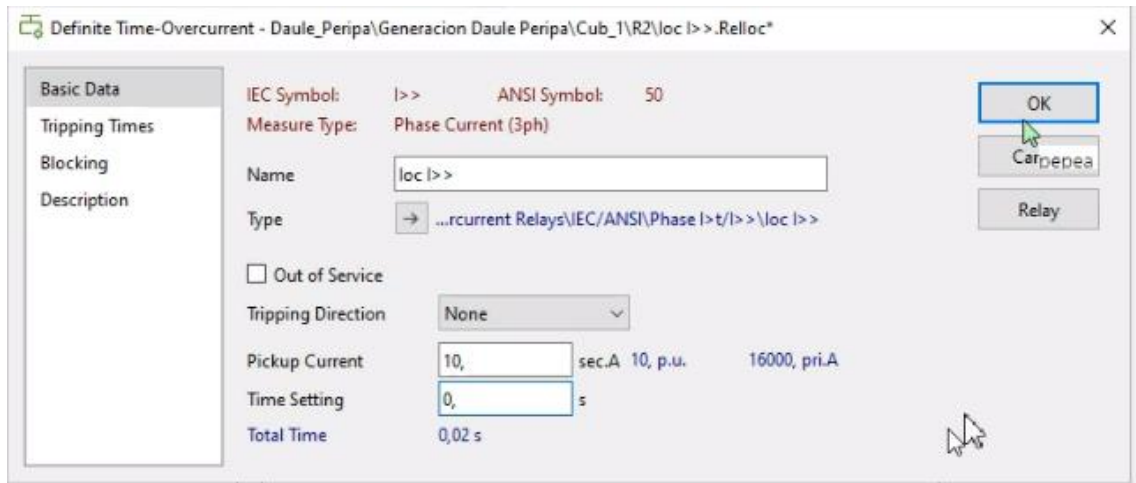 Definite Time-Overcurrent - Daule_Peripa\Generacion Daule Peripa\Cub_1\R2\Ioc I>>.RelIoc*
Basic Data
Tripping Times
Blocking
Description
IEC Symbol: I>> ANSI Symbol: 50
Measure Type: Phase Current (3ph)
Name Ioc I>>
Type ...rcurrent Relays\IEC/ANSI\Phase I>t/I>>\Ioc I>>
Out of Service
Tripping Direction None
Pickup Current 10, sec.A 10, p.u. 16000, pri.A
Time Setting 0, s
Total Time 0,02 s
OK
pepea
Relay